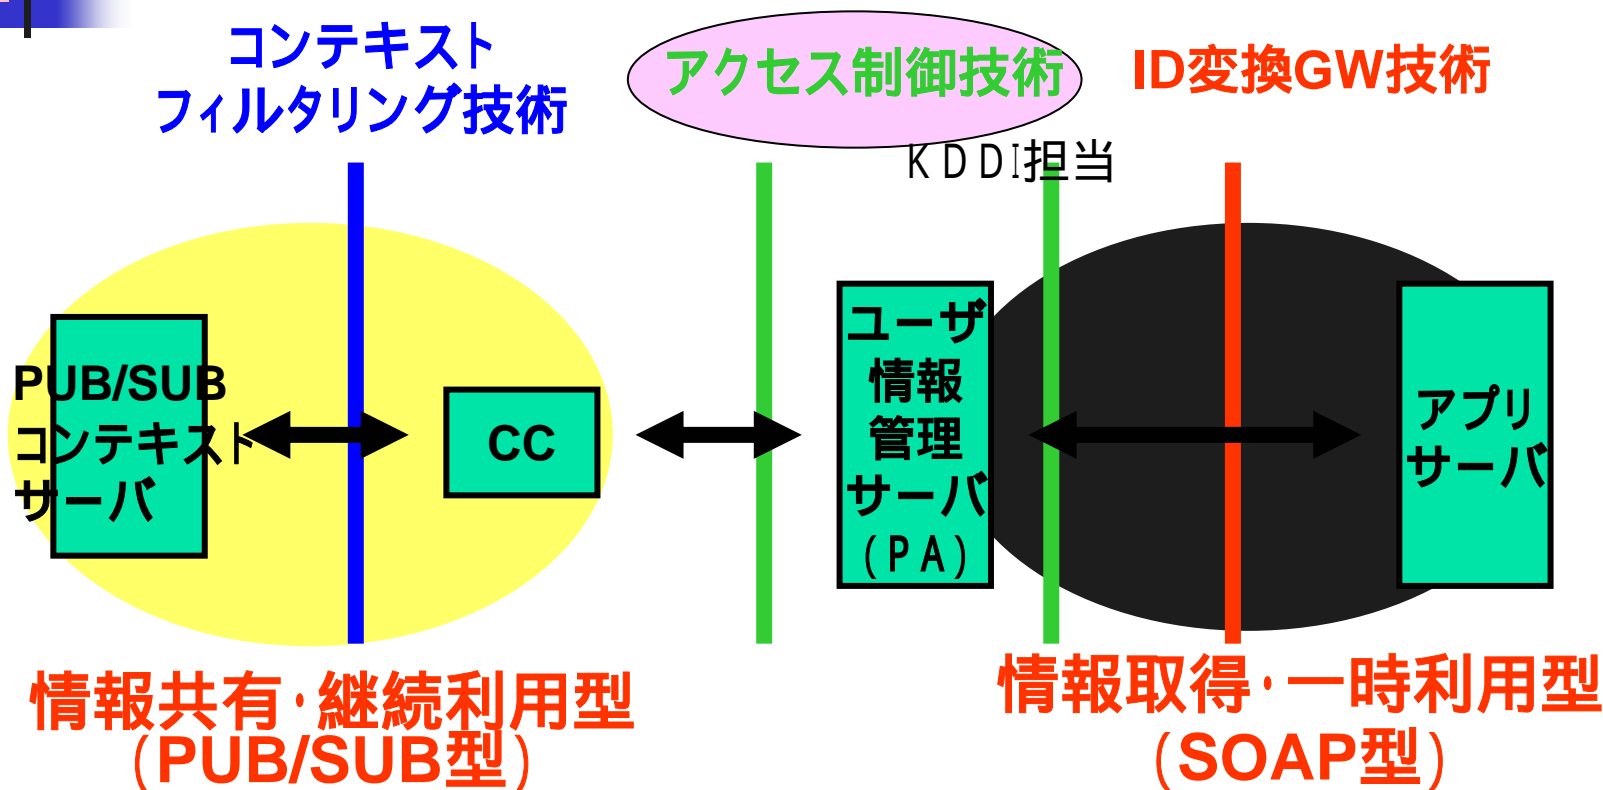 コンテキスト
フィルタリング技術
アクセス制御技術
ID変換GW技術
ＫＤＤＩ担当
PUB/SUB
コンテキスト
サーバ
CC
ユーザ
情報
管理
サーバ
（ＰＡ）
アプリ
サーバ
情報共有・継続利用型
（PUB/SUB型）
情報取得・一時利用型
（SOAP型）